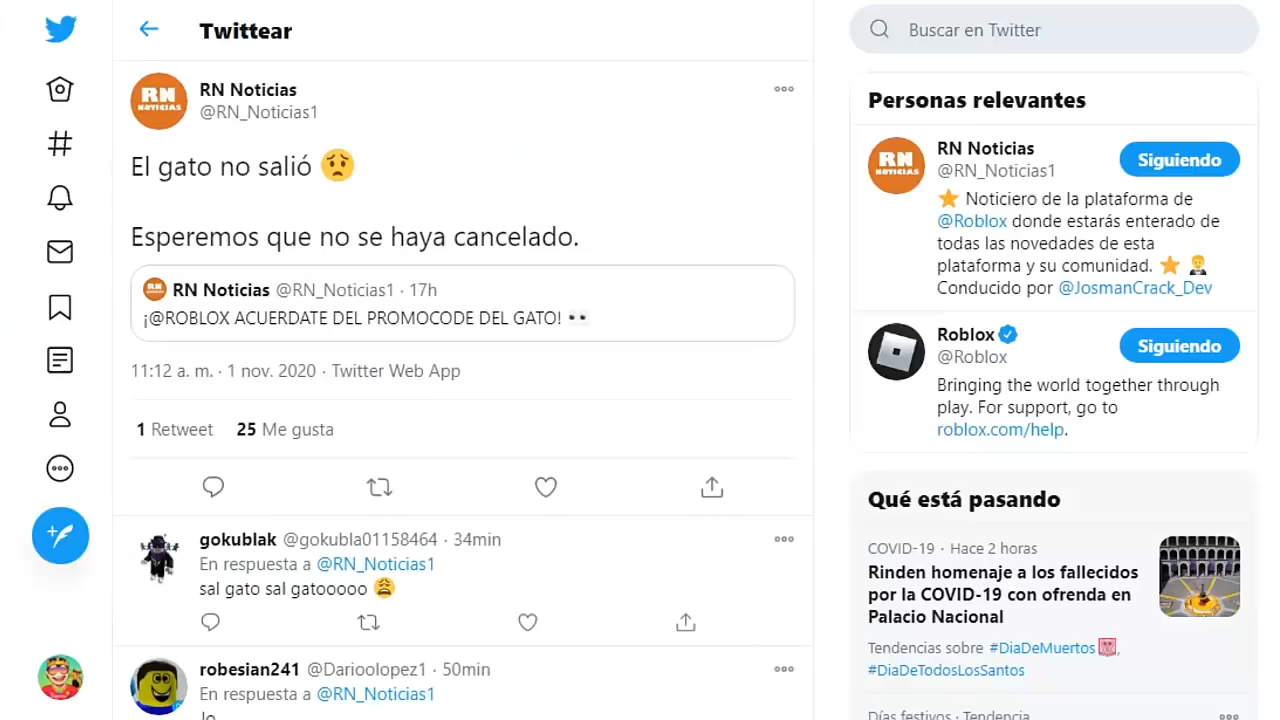 Twittear
RN Noticias
@RN_Noticias1
El gato no salió 😟
Esperemos que no se haya cancelado.
RN Noticias @RN_Noticias1 · 17h
¡@ROBLOX ACUERDATE DEL PROMOCODE DEL GATO! 👀
11:12 a. m. · 1 nov. 2020 · Twitter Web App
1 Retweet 25 Me gusta
gokublak @gokubla01158464 · 34min
En respuesta a @RN_Noticias1
sal gato sal gatooooo 😩
robesian241 @Darioolopez1 · 50min
En respuesta a @RN_Noticias1
Buscar en Twitter
Personas relevantes
RN Noticias
@RN_Noticias1
Siguiendo
⭐ Noticiero de la plataforma de
@Roblox donde estarás enterado de
todas las novedades de esta
plataforma y su comunidad. ⭐ 🤵
Conducido por @JosmanCrack_Dev
Roblox
@Roblox
Siguiendo
Bringing the world together through
play. For support, go to
roblox.com/help.
Qué está pasando
COVID-19 · Hace 2 horas
Rinden homenaje a los fallecidos
por la COVID-19 con ofrenda en
Palacio Nacional
Tendencias sobre #DiaDeMuertos,
#DiaDeTodosLosSantos
Días festivos · Tendencia